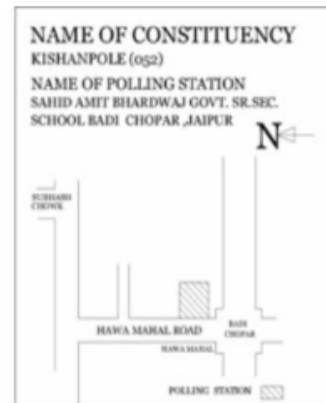 NAME OF CONSTITUENCY
KISHANPOLE (052)
NAME OF POLLING STATION
SAHID AMIT BHARDWAJ GOVT. SR.SEC.
SCHOOL BADI CHOPAR ,JAIPUR
N
SUBHASH
CHOWK
HAWA MAHAL ROAD
BADI
CHOPAR
HAWA MAHAL
POLLING STATION